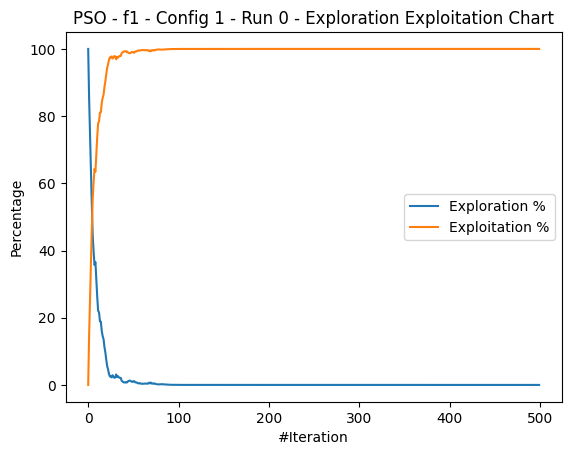 PSO - f1 - Config 1 - Run 0 - Exploration Exploitation Chart
100
80
60
40
20
0
Percentage
Exploration %
Exploitation %
0 100 200 300 400 500
#Iteration